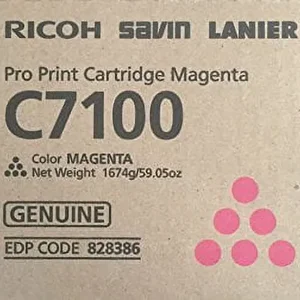 RICOH SAVIN LANIER
Pro Print Cartridge Magenta
C7100
Color MAGENTA
Net Weight 1674g/59.05oz
GENUINE
EDP CODE 828386